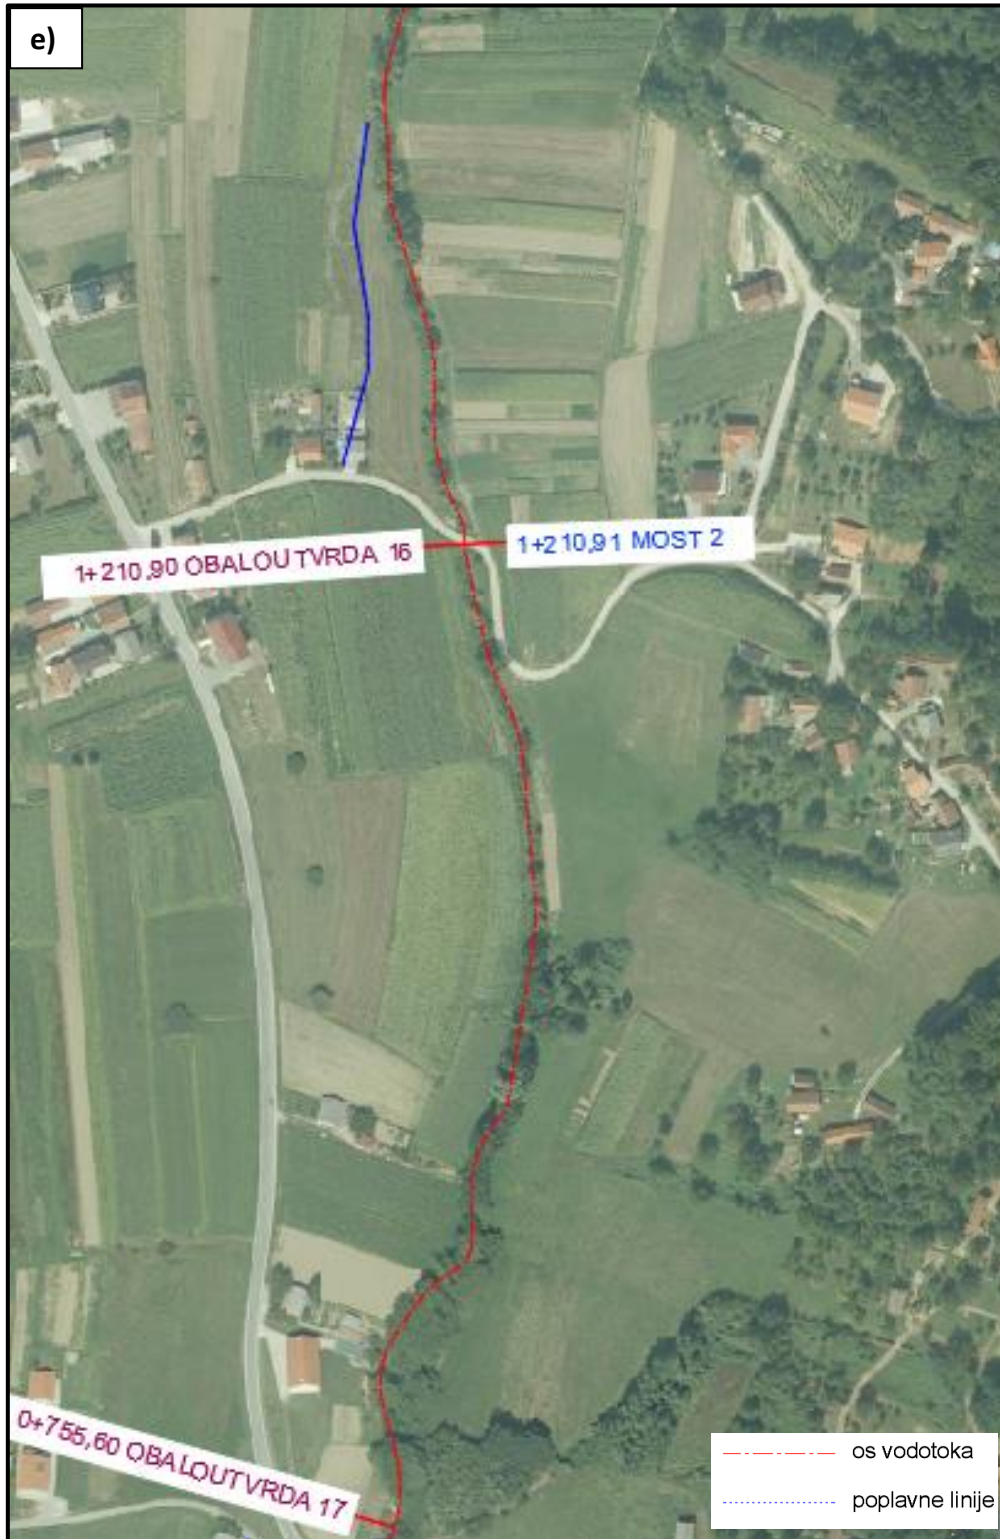 e)
1+210,90 OBALOUTVRDA 16
1+210,91 MOST 2
0+755,60 OBALOUTVRDA 17
os vodotoka
poplavne linije